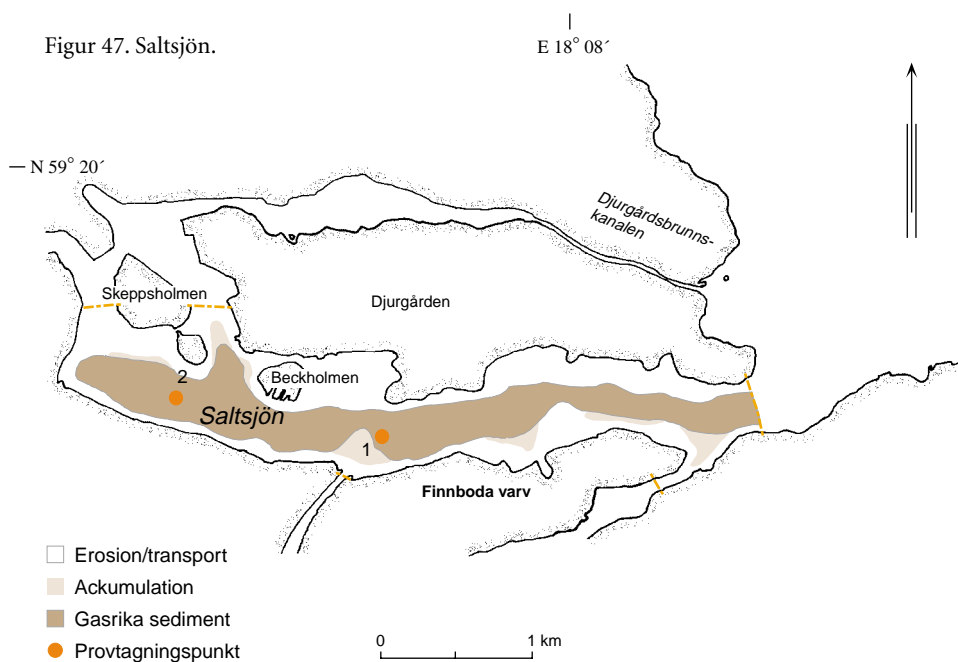 Figur 47. Saltsjön.
E 18° 08´
N 59° 20´
Djurgårdsbrunns-
kanalen
Skeppsholmen
Djurgården
Beckholmen
2
Saltsjön
1
Finnboda varv
Erosion/transport
Ackumulation
Gasrika sediment
Provtagningspunkt
0 1 km